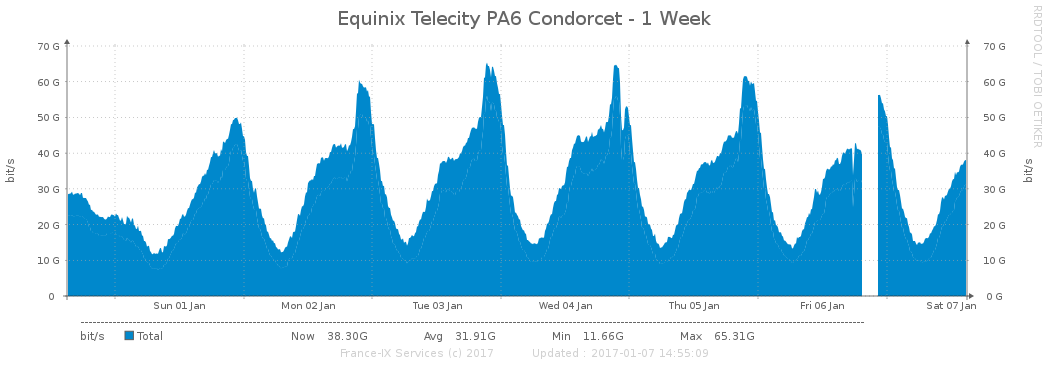 Equinix Telecity PA6 Condorcet - 1 Week
RRDTOOL / TOBI OETIKER
70 G 70 G
60 G 60 G
50 G 50 G
40 G 40 G
30 G 30 G
20 G 20 G
10 G 10 G
0 0 G
bit/s
bit/s
Sun 01 Jan Mon 02 Jan Tue 03 Jan Wed 04 Jan Thu 05 Jan Fri 06 Jan Sat 07 Jan
bit/s Total Now 38.30G Avg 31.91G Min 11.66G Max 65.31G
France-IX Services (c) 2017 Updated : 2017-01-07 14:55:09